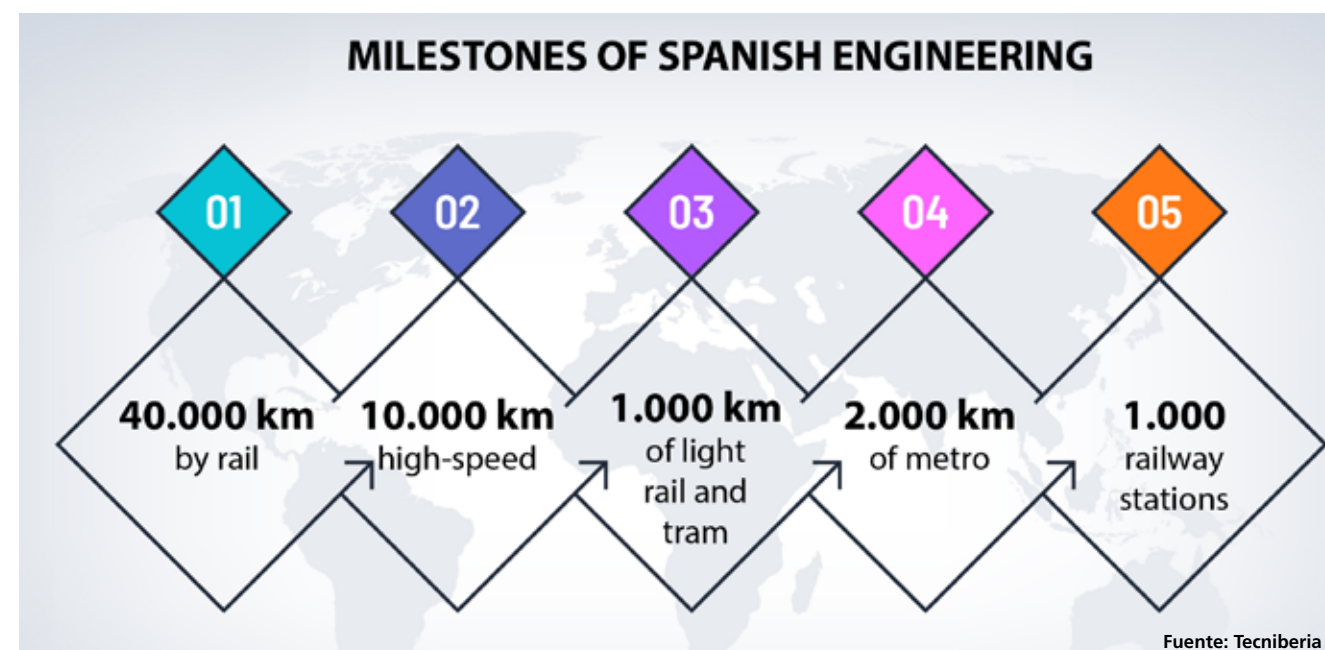 MILESTONES OF SPANISH ENGINEERING
01
02
03
04
05
40.000 km
by rail
10.000 km
high-speed
1.000 km
of light
rail and
tram
2.000 km
of metro
1.000
railway
stations
Fuente: Tecniberia